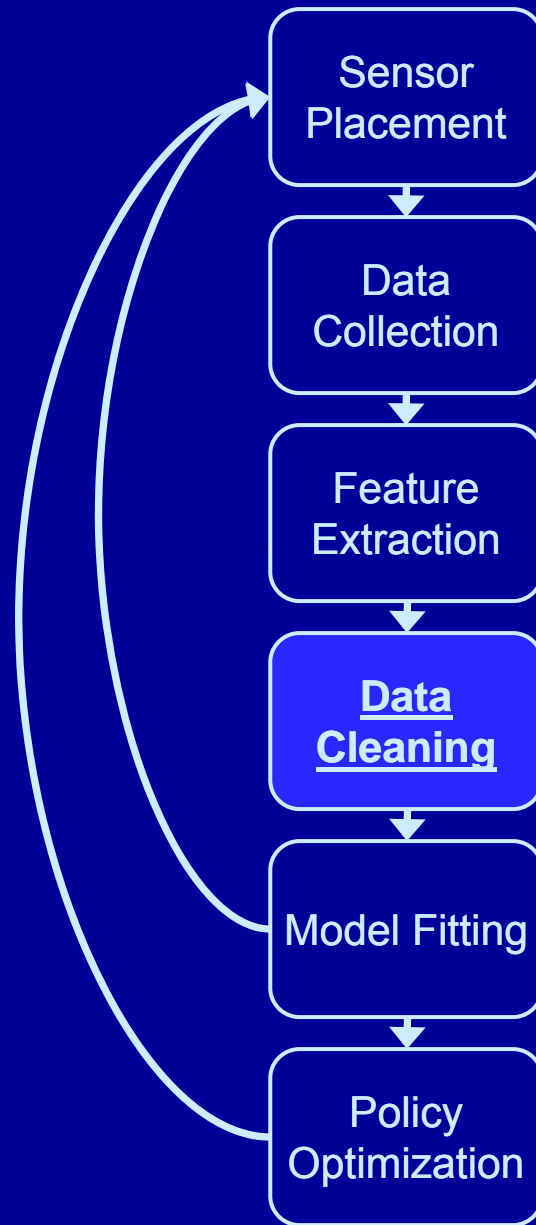 Sensor
Placement
Data
Collection
Feature
Extraction
Data
Cleaning
Model Fitting
Policy
Optimization